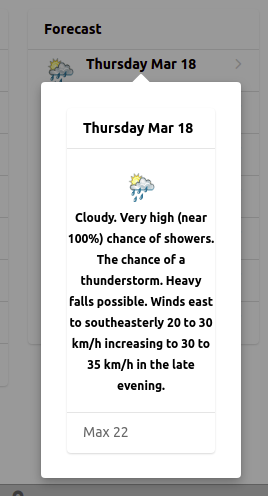 Forecast
Thursday Mar 18
Thursday Mar 18
Cloudy. Very high (near
100%) chance of showers.
The chance of a
thunderstorm. Heavy
falls possible. Winds east
to southeasterly 20 to 30
km/h increasing to 30 to
35 km/h in the late
evening.
Max 22